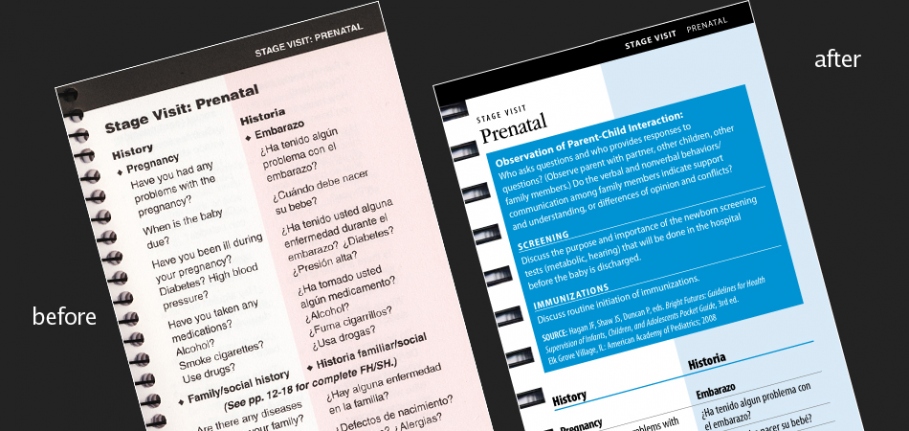 before
STAGE VISIT: PRENATAL
Stage Visit: Prenatal
History
◆ Pregnancy
Have you had any
problems with the
pregnancy?
When is the baby
due?
Have you been ill during
your pregnancy?
Diabetes? High blood
pressure?
Have you taken any
medications?
Alcohol?
Smoke cigarettes?
Use drugs?
◆ Family/social history
(See pp. 12-18 for complete FH/SH.)
Are there any diseases
your family?
Historia
◆ Embarazo
¿Ha tenido algún
problema con el
embarazo?
¿Cuándo debe nacer
su bebe?
¿Ha tenido usted alguna
enfermedad durante el
embarazo? ¿Diabetes?
¿Presión alta?
¿Ha tomado usted
algún medicamento?
¿Alcohol?
¿Fuma cigarrillos?
¿Usa drogas?
◆ Historia familiar/social
¿Hay alguna enfermedad
en la familia?
¿Defectos de nacimiento?
¿Alergias?
after
STAGE VISIT PRENATAL
STAGE VISIT
Prenatal
Observation of Parent-Child Interaction:
Who asks questions and who provides responses to
questions? (Observe parent with partner, other children, other
family members.) Do the verbal and nonverbal behaviors/
communication among family members indicate support
and understanding, or differences of opinion and conflicts?
SCREENING
Discuss the purpose and importance of the newborn screening
tests (metabolic, hearing) that will be done in the hospital
before the baby is discharged.
IMMUNIZATIONS
Discuss routine initiation of immunizations.
SOURCE: Hagan JF, Shaw JS, Duncan P, eds. Bright Futures: Guidelines for Health
Supervision of Infants, Children, and Adolescents Pocket Guide, 3rd ed.
Elk Grove Village, IL: American Academy of Pediatrics; 2008
History
Pregnancy
problems with
Historia
Embarazo
¿Ha tenido algun problema con
el embarazo?
nacer su bebé?